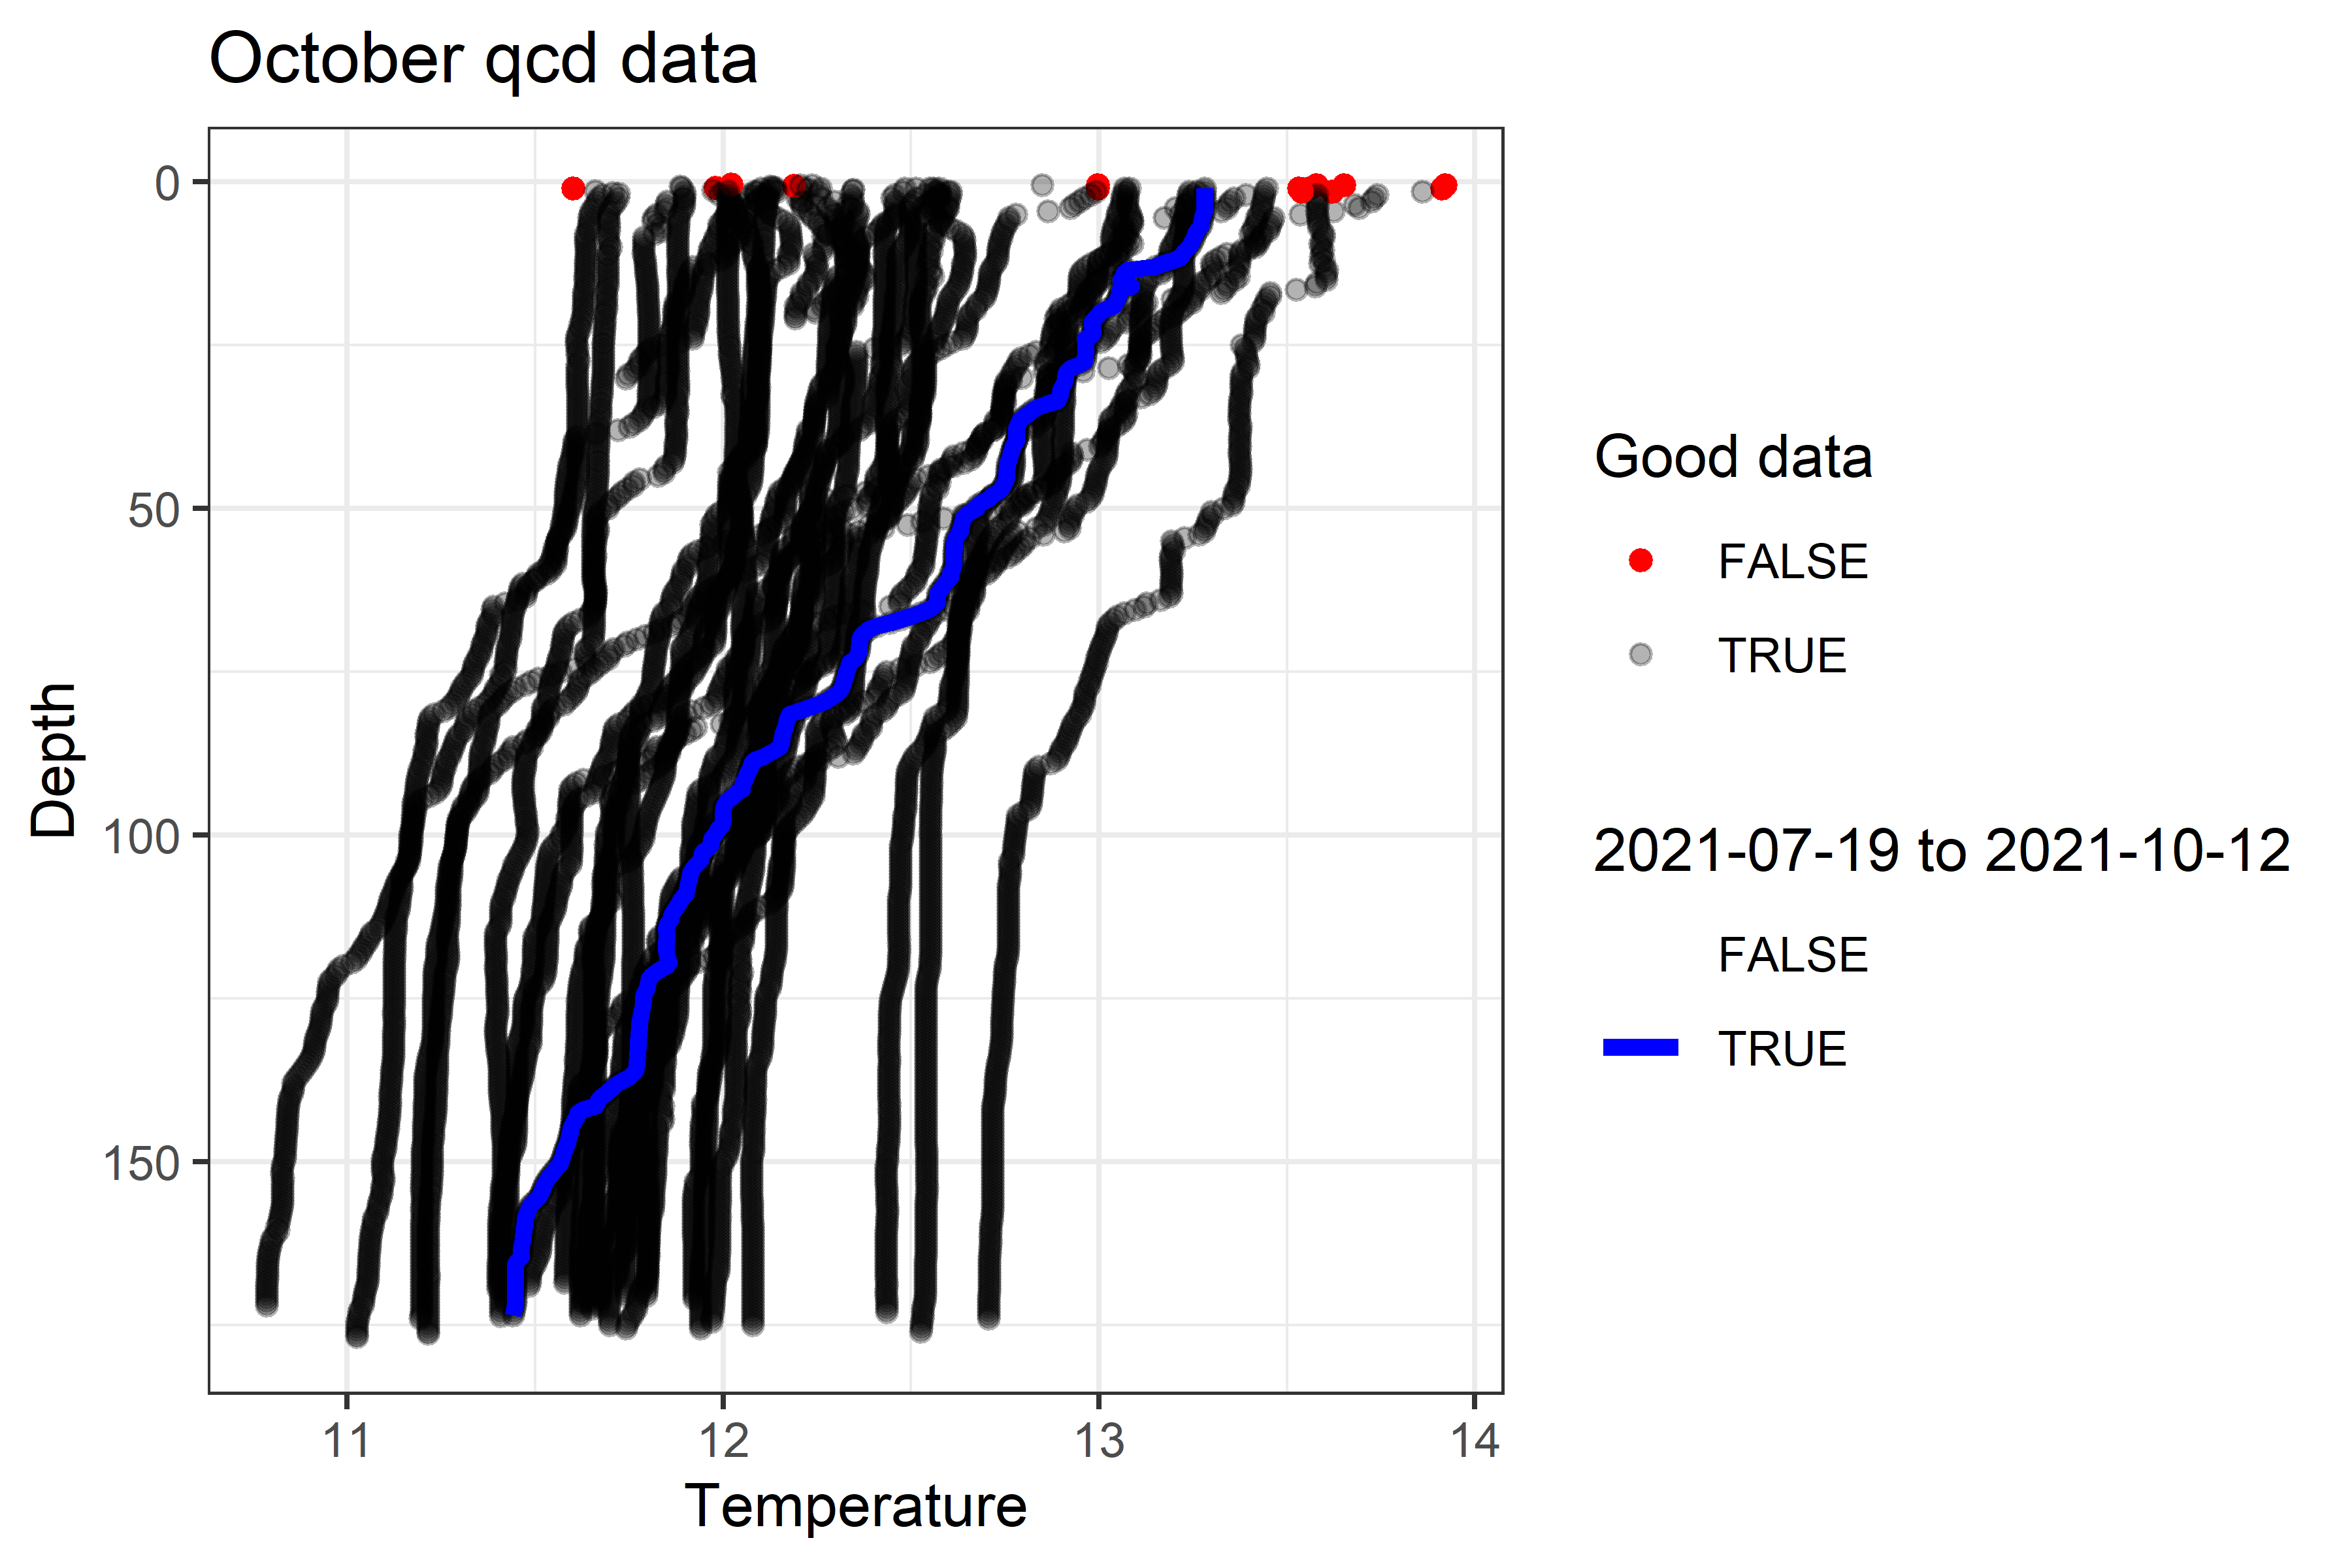 October qcd data
0
50
100
150
Depth
11
12
13
14
Temperature
Good data
FALSE
TRUE
2021-07-19 to 2021-10-12
FALSE
TRUE